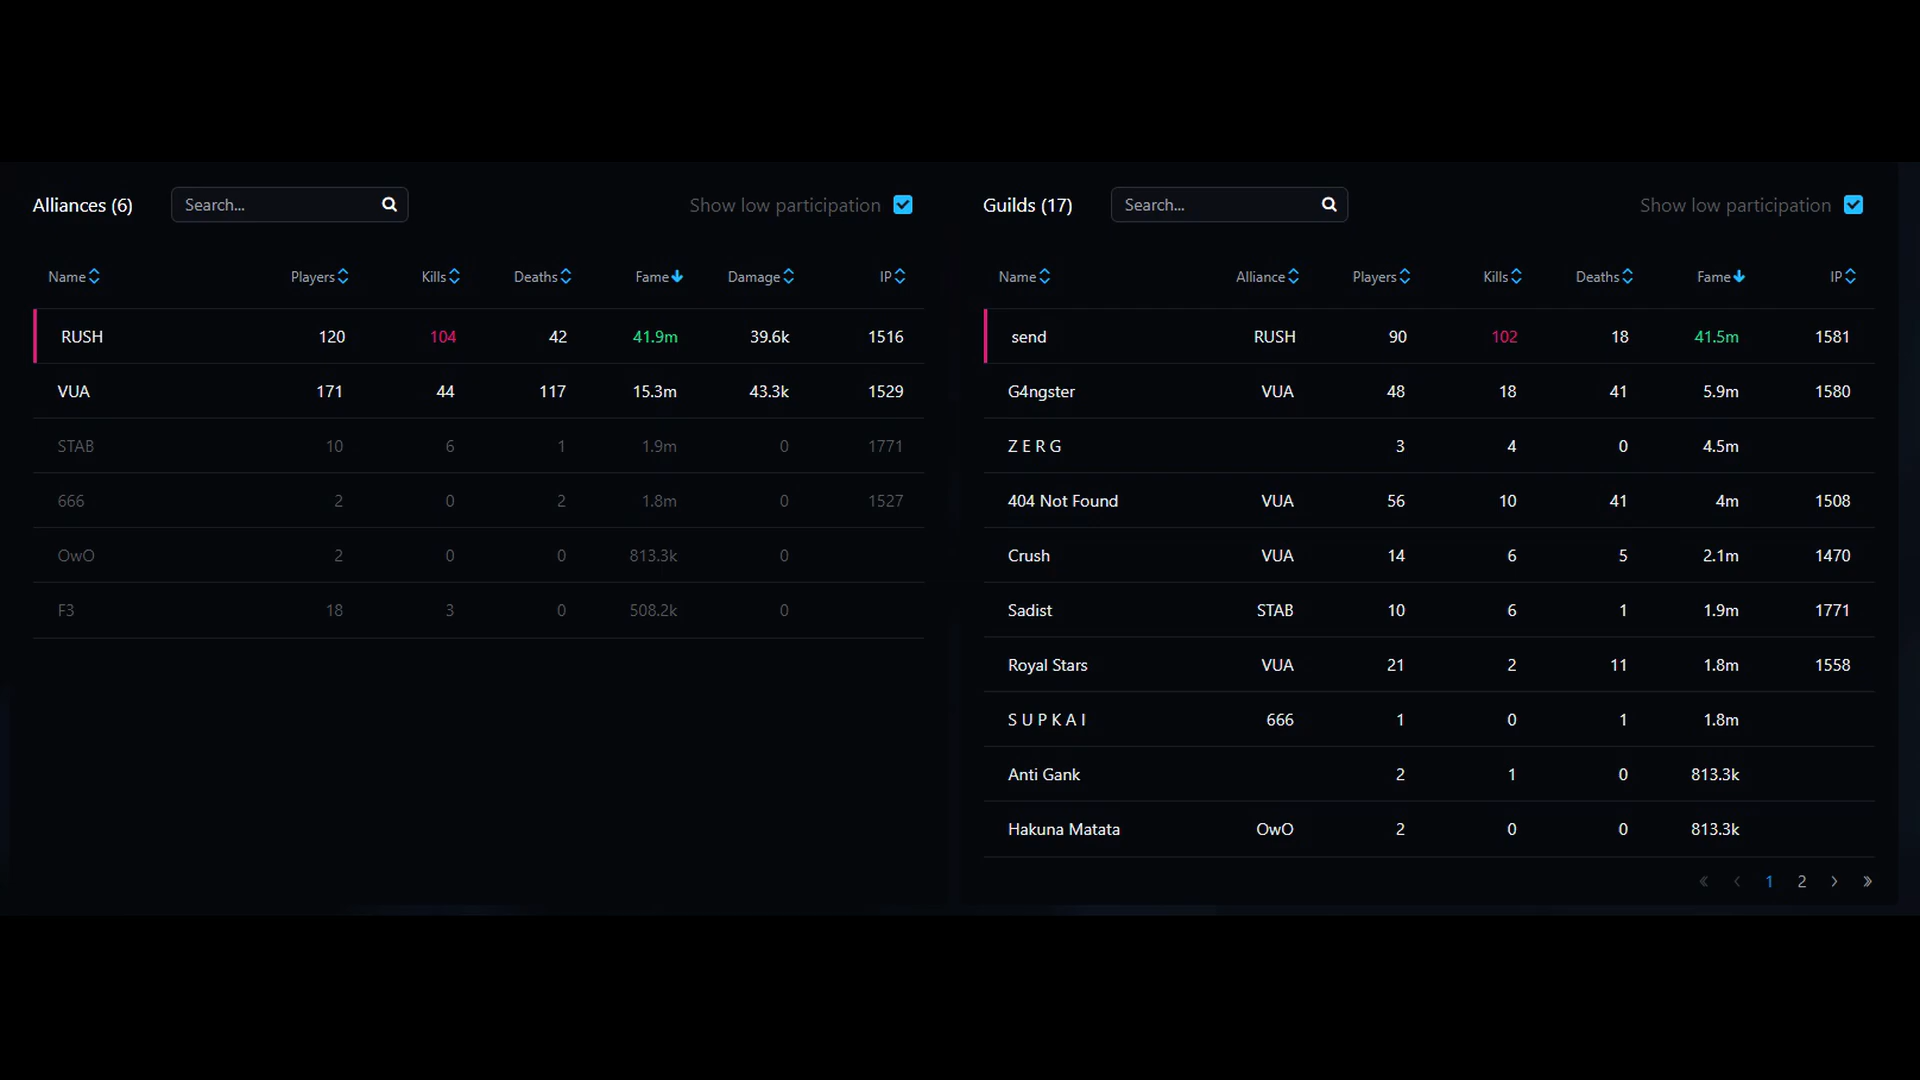 Alliances (6)
Search...
Show low participation
Name Players Kills Deaths Fame Damage IP
RUSH 120 104 42 41.9m 39.6k 1516
VUA 171 44 117 15.3m 43.3k 1529
STAB 10 6 1 1.9m 0 1771
666 2 0 2 1.8m 0 1527
OwO 2 0 0 813.3k 0
F3 18 3 0 508.2k 0
Guilds (17)
Search...
Show low participation
Name Alliance Players Kills Deaths Fame IP
send RUSH 90 102 18 41.5m 1581
G4ngster VUA 48 18 41 5.9m 1580
Z E R G 3 4 0 4.5m
404 Not Found VUA 56 10 41 4m 1508
Crush VUA 14 6 5 2.1m 1470
Sadist STAB 10 6 1 1.9m 1771
Royal Stars VUA 21 2 11 1.8m 1558
S U P K A I 666 1 0 1 1.8m
Anti Gank 2 1 0 813.3k
Hakuna Matata OwO 2 0 0 813.3k
« ‹ 1 2 › »